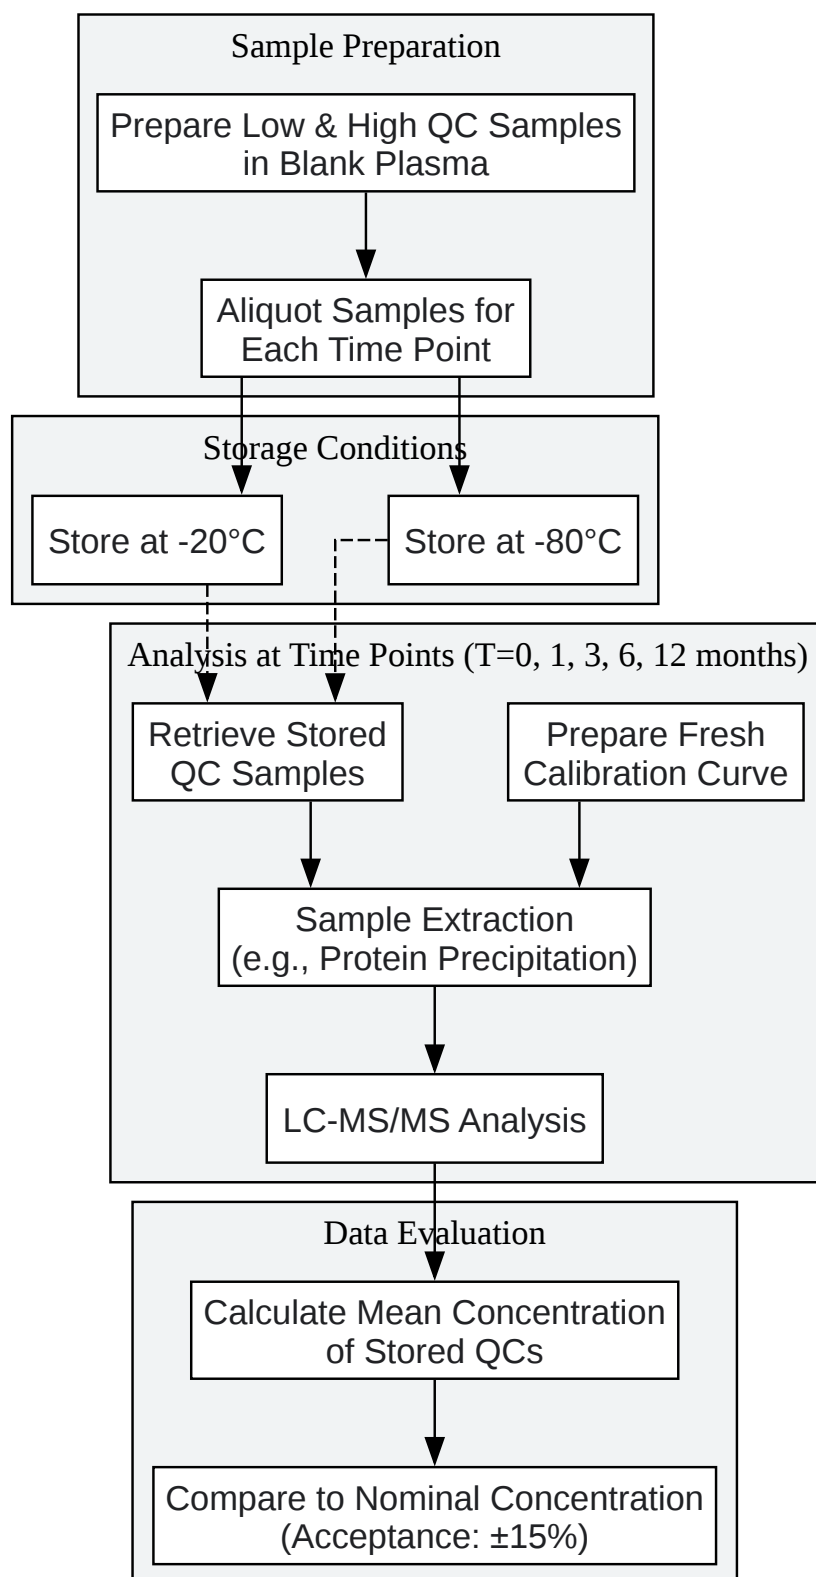 Sample Preparation
Prepare Low & High QC Samples
in Blank Plasma
Aliquot Samples for
Each Time Point
Storage Conditions
Store at -20°C
Store at -80°C
Analysis at Time Points (T=0, 1, 3, 6, 12 months)
Retrieve Stored
QC Samples
Prepare Fresh
Calibration Curve
Sample Extraction
(e.g., Protein Precipitation)
LC-MS/MS Analysis
Data Evaluation
Calculate Mean Concentration
of Stored QCs
Compare to Nominal Concentration
(Acceptance: ±15%)